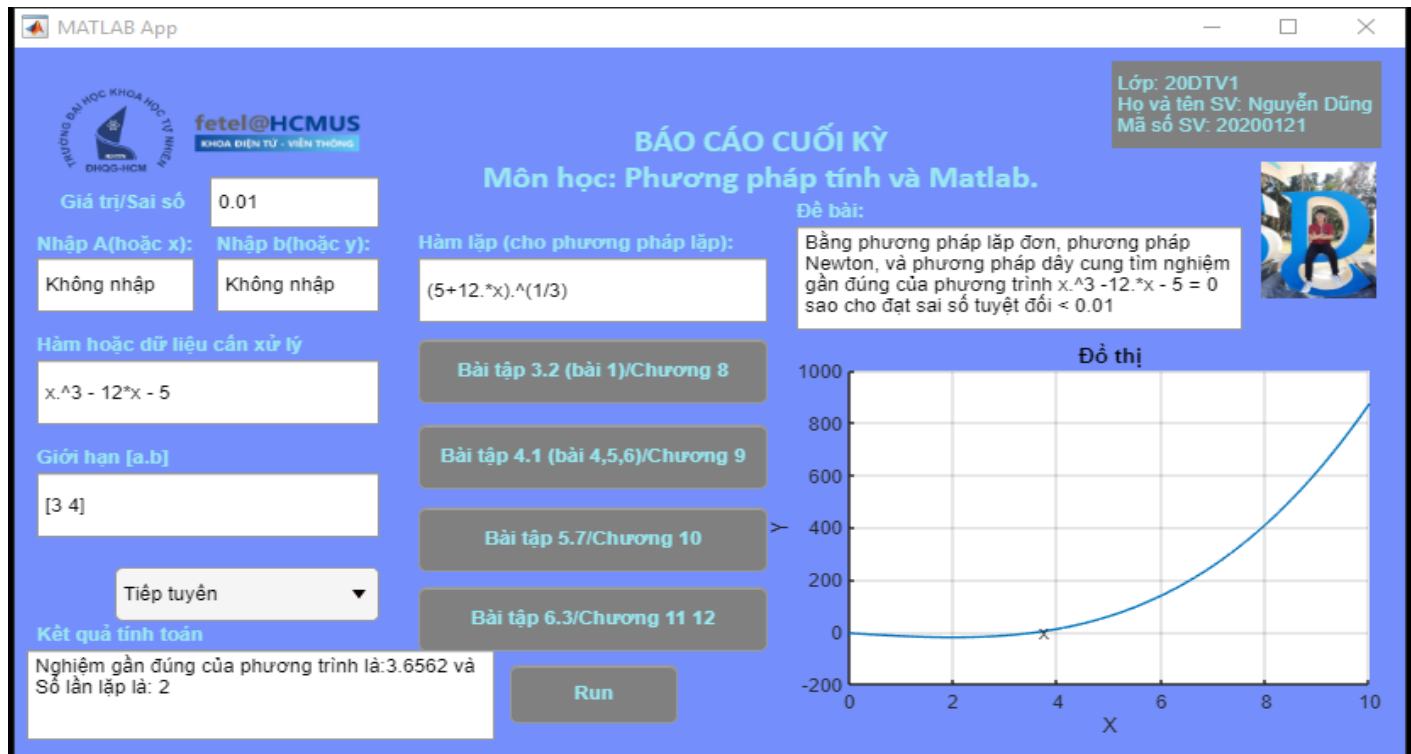 MATLAB App
TRƯỜNG ĐẠI HỌC KHOA HỌC TỰ NHIÊN
ĐHQG-HCM
fetel@HCMUS
KHOA ĐIỆN TỬ - VIỄN THÔNG
Lớp: 20DTV1
Họ và tên SV: Nguyễn Dũng
Mã số SV: 20200121
BÁO CÁO CUỐI KỲ
Môn học: Phương pháp tính và Matlab.
Giá trị/Sai số
0.01
Nhập A(hoặc x):
Nhập b(hoặc y):
Không nhập
Không nhập
Hàm hoặc dữ liệu cần xử lý
x.^3 - 12*x - 5
Giới hạn [a.b]
[3 4]
Tiếp tuyến
Kết quả tính toán
Nghiệm gần đúng của phương trình là:3.6562 và
Số lần lặp là: 2
Hàm lặp (cho phương pháp lặp):
(5+12.*x).^(1/3)
Bài tập 3.2 (bài 1)/Chương 8
Bài tập 4.1 (bài 4,5,6)/Chương 9
Bài tập 5.7/Chương 10
Bài tập 6.3/Chương 11 12
Run
Đề bài:
Bằng phương pháp lặp đơn, phương pháp
Newton, và phương pháp dây cung tìm nghiệm
gần đúng của phương trình x.^3 -12.*x - 5 = 0
sao cho đạt sai số tuyệt đối < 0.01
Đồ thị
1000
800
600
400
200
0
-200
Y
0 2 4 6 8 10
X